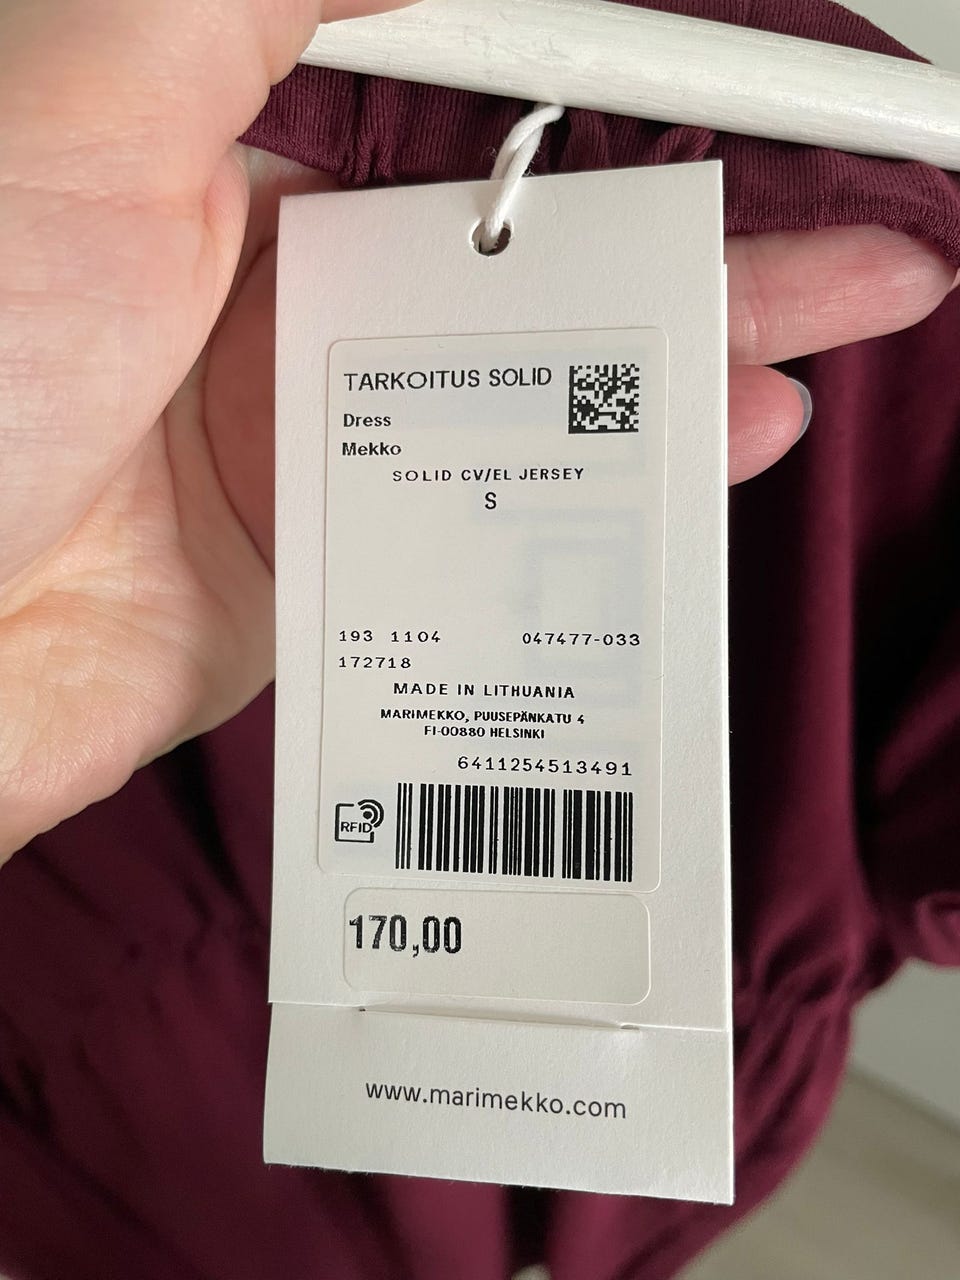 TARKOITUS SOLID
Dress
Mekko
SOLID CV/EL JERSEY
S
193 1104 047477-033
172718
MADE IN LITHUANIA
MARIMEKKO, PUUSEPÄNKATU 4
FI-00880 HELSINKI
6411254513491
RFID
170,00
www.marimekko.com